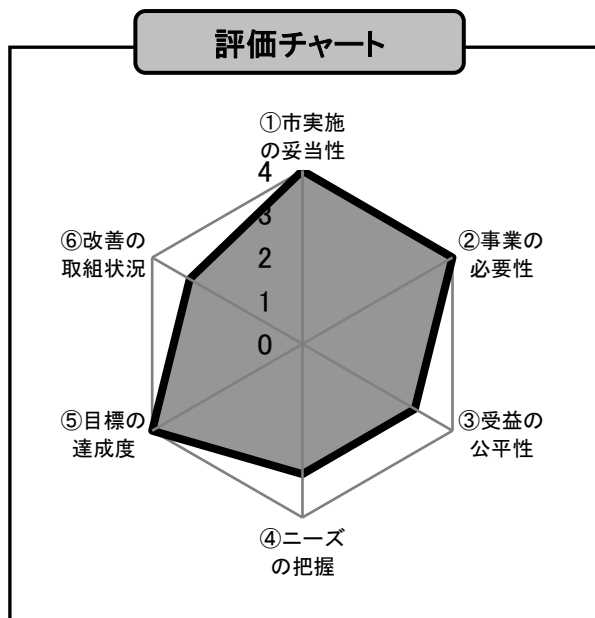 評価チャート
①市実施
の妥当性
4
3
2
1
0
②事業の
必要性
③受益の
公平性
④ニーズ
の把握
⑤目標の
達成度
⑥改善の
取組状況